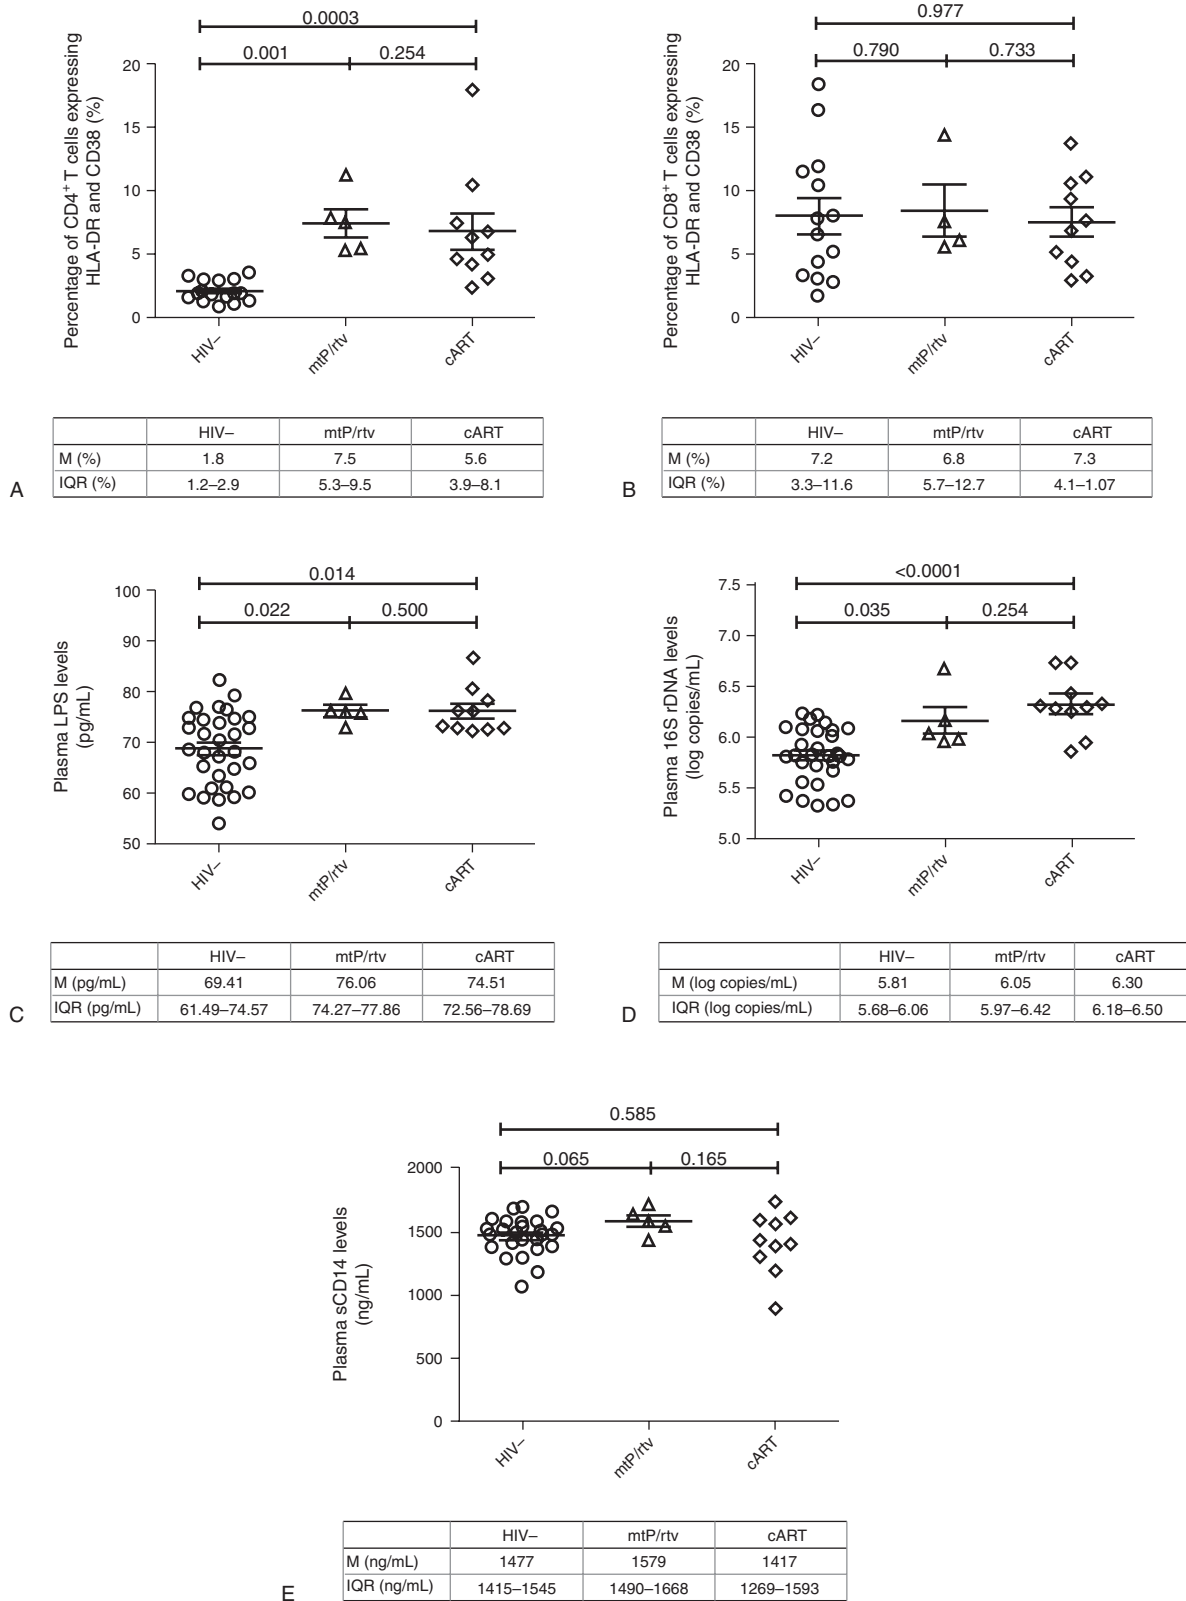 0.0003
0.001 0.254
Percentage of CD4+ T cells expressing
HLA-DR and CD38 (%)
20
15
10
5
0
HIV–
mtP/rtv
cART
HIV– mtP/rtv cART
M (%) 1.8 7.5 5.6
IQR (%) 1.2–2.9 5.3–9.5 3.9–8.1
A
0.977
0.790 0.733
Percentage of CD8+ T cells expressing
HLA-DR and CD38 (%)
20
15
10
5
0
HIV–
mtP/rtv
cART
HIV– mtP/rtv cART
M (%) 7.2 6.8 7.3
IQR (%) 3.3–11.6 5.7–12.7 4.1–1.07
B
0.014
0.022 0.500
Plasma LPS levels
(pg/mL)
100
90
80
70
60
50
HIV–
mtP/rtv
cART
HIV– mtP/rtv cART
M (pg/mL) 69.41 76.06 74.51
IQR (pg/mL) 61.49–74.57 74.27–77.86 72.56–78.69
C
<0.0001
0.035 0.254
Plasma 16S rDNA levels
(log copies/mL)
7.5
7.0
6.5
6.0
5.5
5.0
HIV–
mtP/rtv
cART
HIV– mtP/rtv cART
M (log copies/mL) 5.81 6.05 6.30
IQR (log copies/mL) 5.68–6.06 5.97–6.42 6.18–6.50
D
0.585
0.065 0.165
Plasma sCD14 levels
(ng/mL)
2000
1500
1000
500
0
HIV–
mtP/rtv
cART
HIV– mtP/rtv cART
M (ng/mL) 1477 1579 1417
IQR (ng/mL) 1415–1545 1490–1668 1269–1593
E